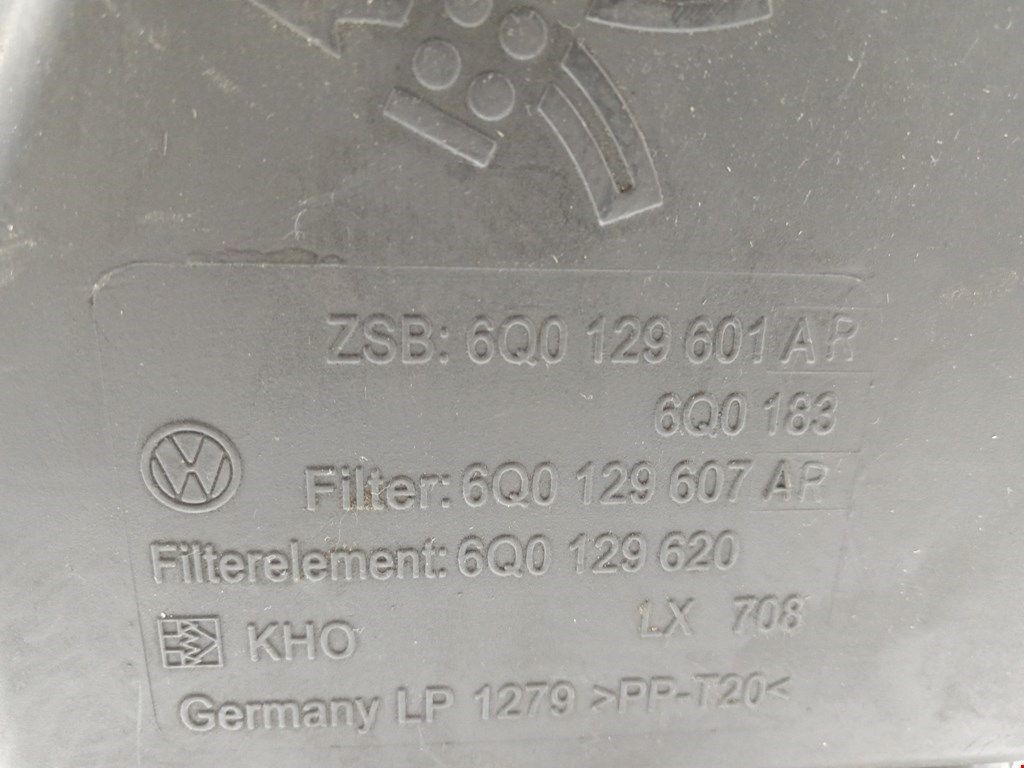 ZSB: 6Q0 129 601 AR
6Q0 183
Filter: 6Q0 129 607 AR
Filterelement: 6Q0 129 620
KHO LX 708
Germany LP 1279 >PP-T20<